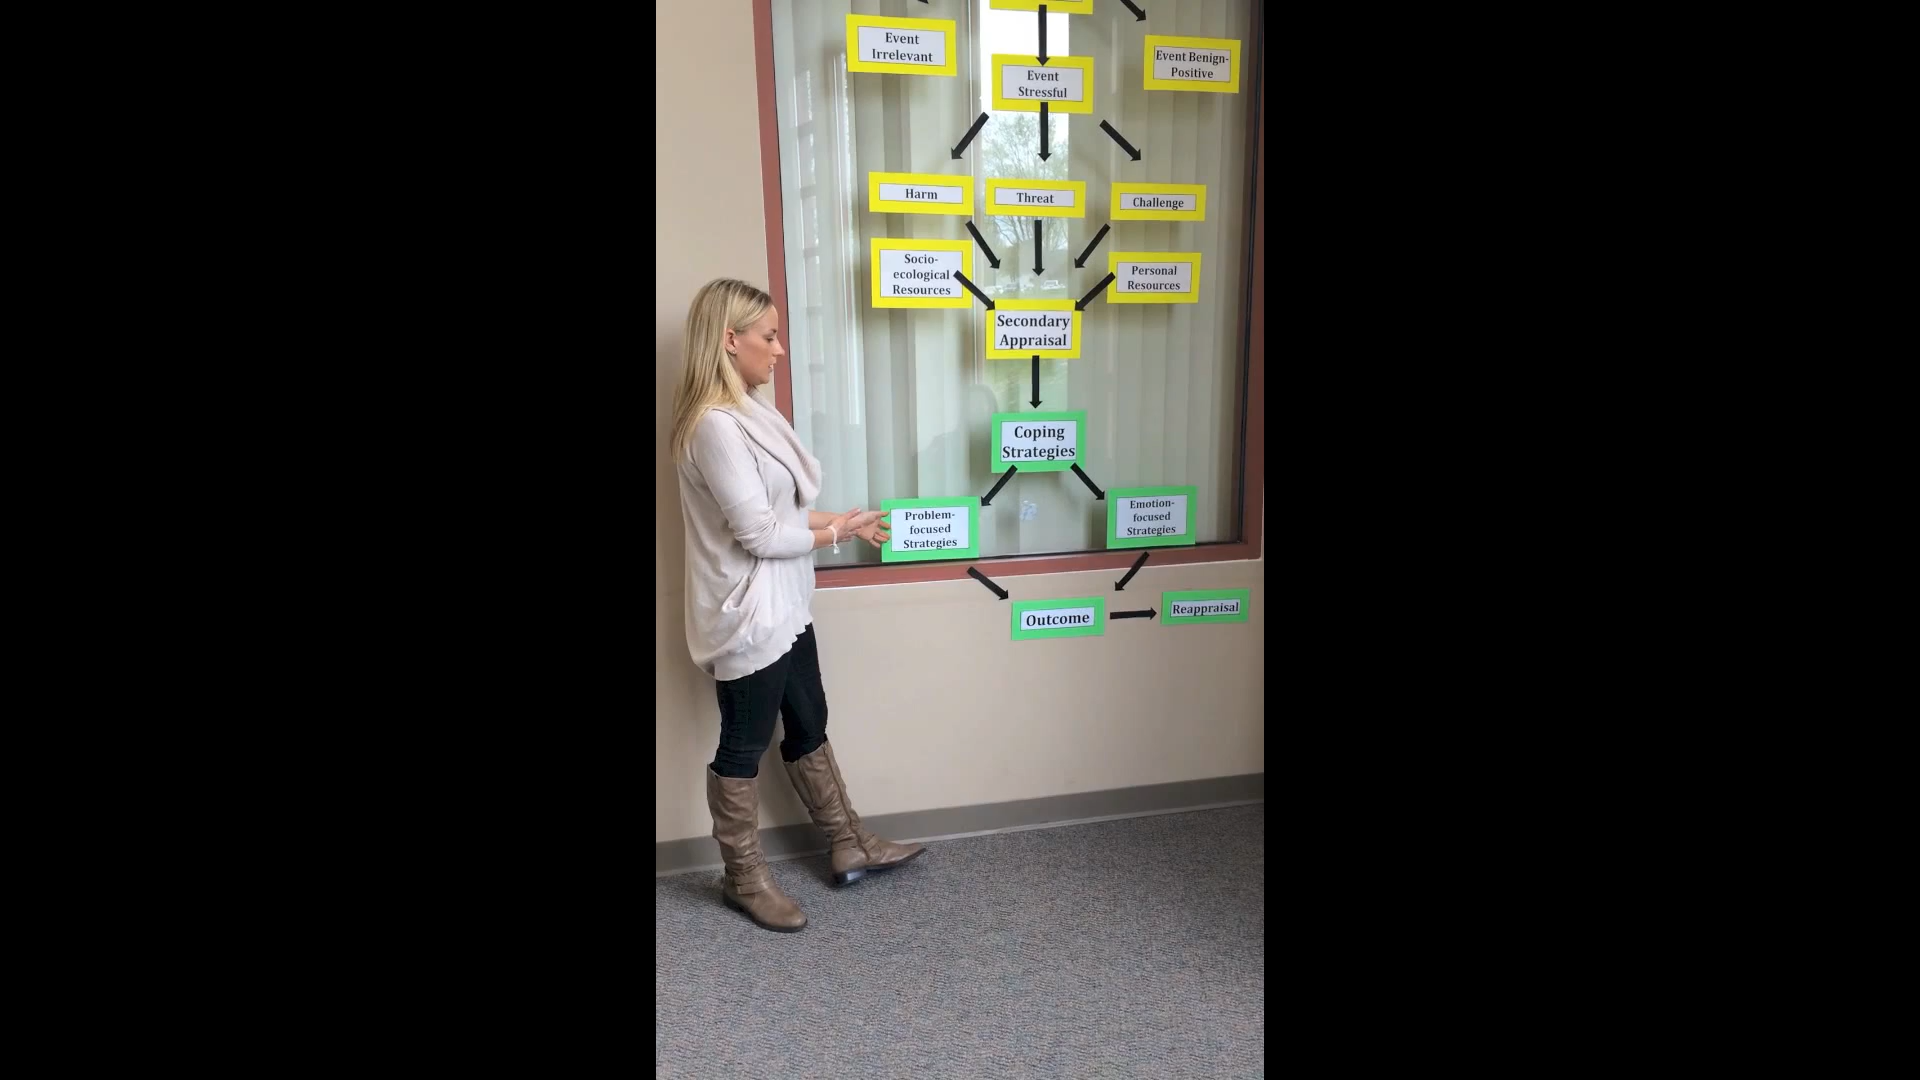 Event
Irrelevant
Event Benign-
Positive
Event
Stressful
Harm
Threat
Challenge
Socio-
ecological
Resources
Personal
Resources
Secondary
Appraisal
Coping
Strategies
Problem-
focused
Strategies
Emotion-
focused
Strategies
Outcome
Reappraisal